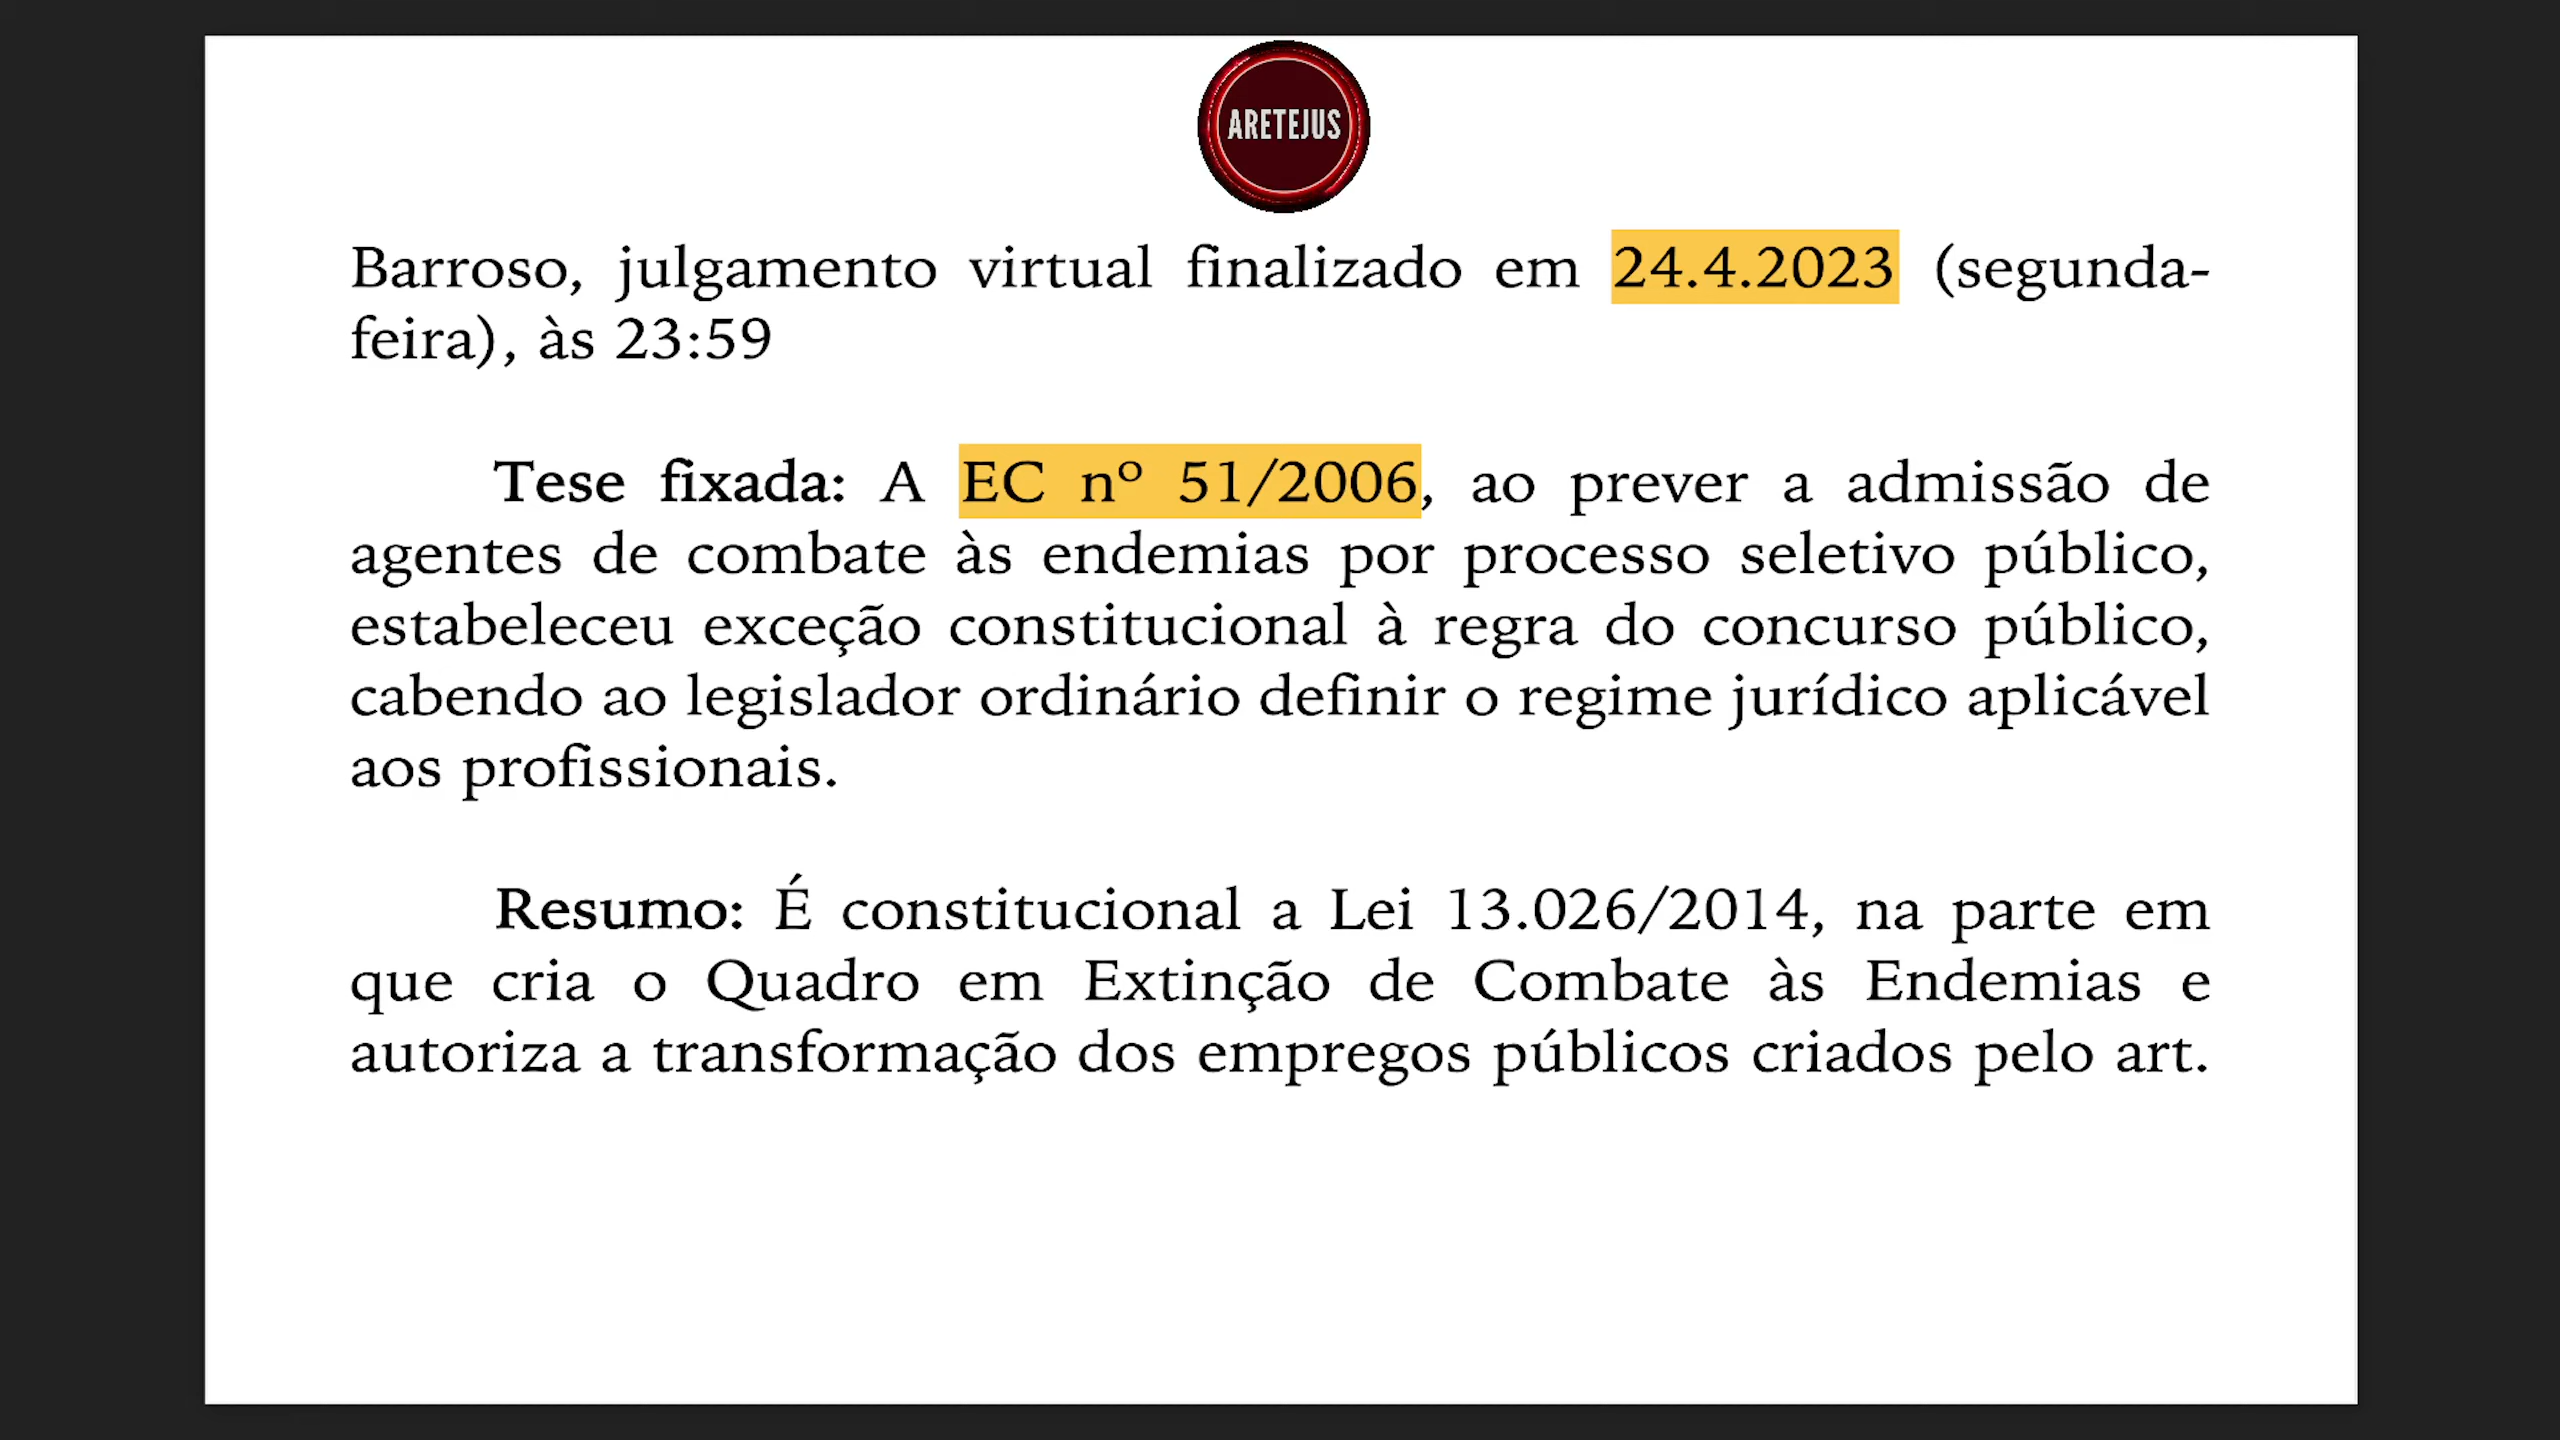 ARETEJUS
Barroso, julgamento virtual finalizado em 24.4.2023 (segunda-
feira), às 23:59
Tese fixada: A EC nº 51/2006, ao prever a admissão de
agentes de combate às endemias por processo seletivo público,
estabeleceu exceção constitucional à regra do concurso público,
cabendo ao legislador ordinário definir o regime jurídico aplicável
aos profissionais.
Resumo: É constitucional a Lei 13.026/2014, na parte em
que cria o Quadro em Extinção de Combate às Endemias e
autoriza a transformação dos empregos públicos criados pelo art.